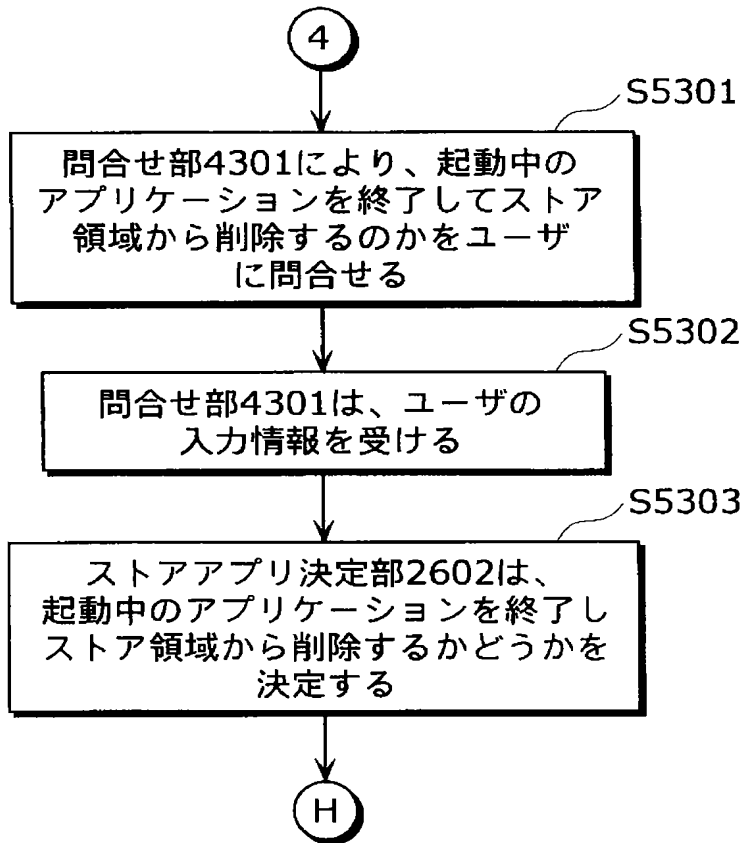 4
S5301
問合せ部4301により、起動中の
アプリケーションを終了してストア
領域から削除するのかをユーザ
に問合せる
S5302
問合せ部4301は、ユーザの
入力情報を受ける
S5303
ストアアプリ決定部2602は、
起動中のアプリケーションを終了し
ストア領域から削除するかどうかを
決定する
H